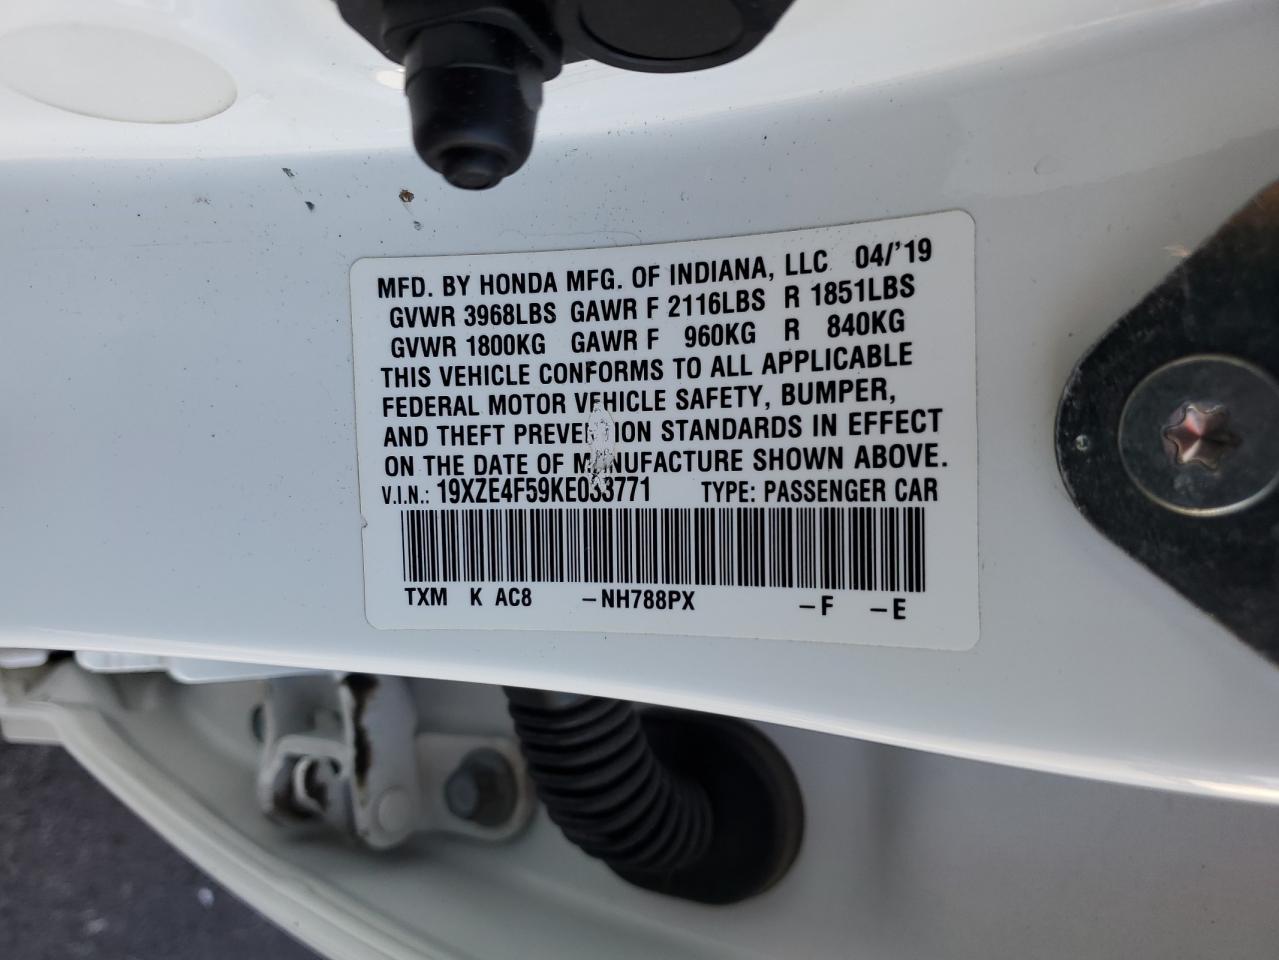 MFD. BY HONDA MFG. OF INDIANA, LLC 04/'19
GVWR 3968LBS GAWR F 2116LBS R 1851LBS
GVWR 1800KG GAWR F 960KG R 840KG
THIS VEHICLE CONFORMS TO ALL APPLICABLE
FEDERAL MOTOR VEHICLE SAFETY, BUMPER,
AND THEFT PREVENTION STANDARDS IN EFFECT
ON THE DATE OF MANUFACTURE SHOWN ABOVE.
V.I.N.: 19XZE4F59KE033771 TYPE: PASSENGER CAR
TXM K AC8 -NH788PX -F -E